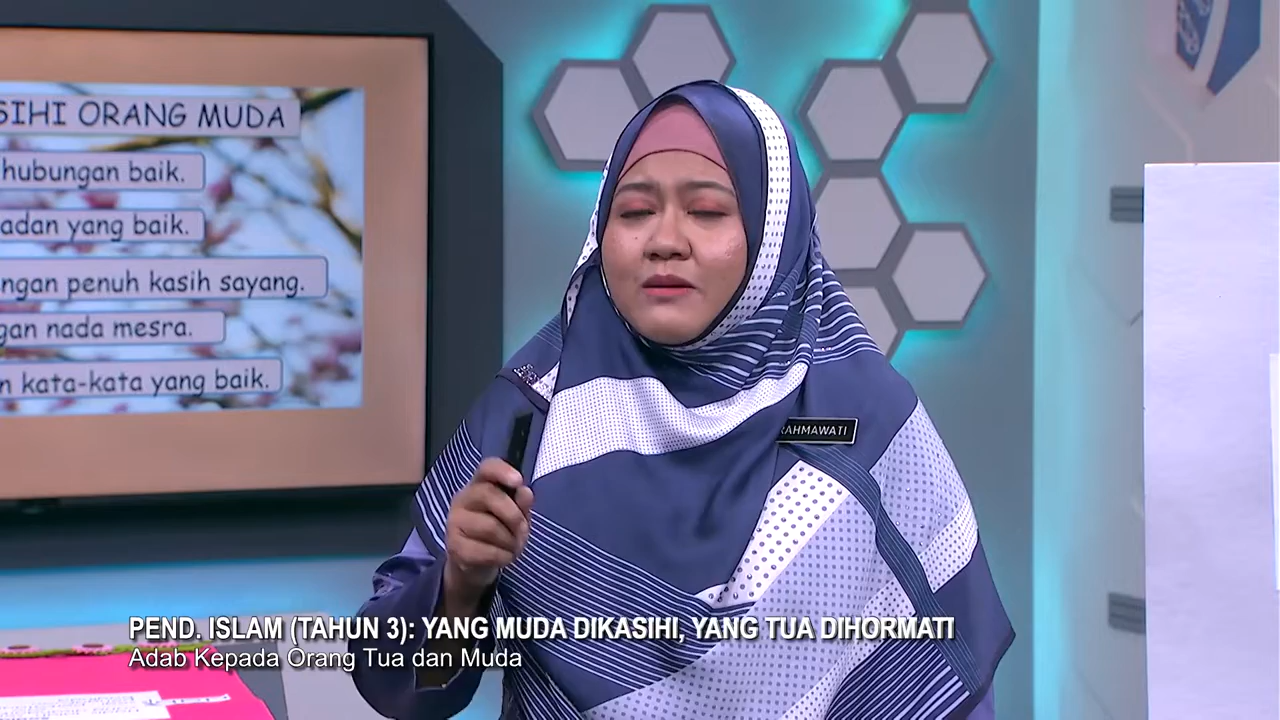 SIHI ORANG MUDA
hubungan baik.
adan yang baik.
ngan penuh kasih sayang.
gan nada mesra.
n kata-kata yang baik.
RAHMAWATI
PEND. ISLAM (TAHUN 3): YANG MUDA DIKASIHI, YANG TUA DIHORMATI
Adab Kepada Orang Tua dan Muda